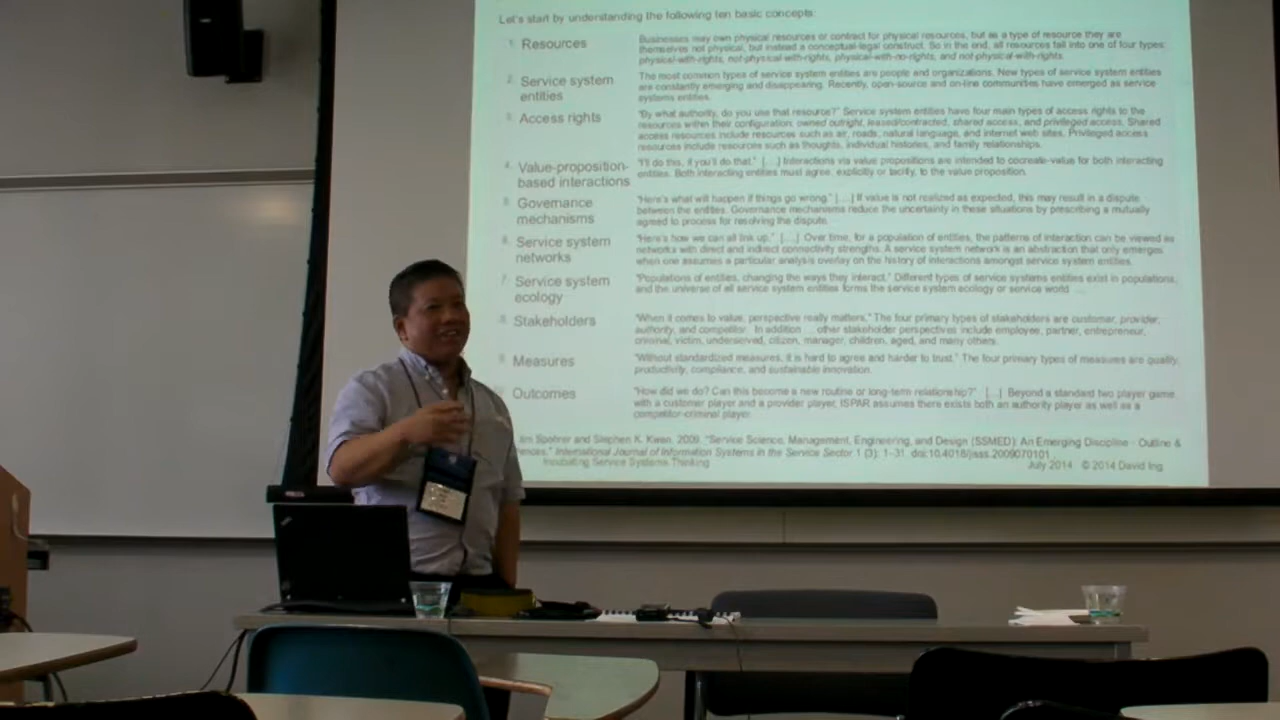 Let's start by understanding the following ten basic concepts:
1. Resources
Businesses may own physical resources or contract for physical resources, but as a type of resource they are
themselves not physical, but instead a conceptual-legal construct. So in the end, all resources fall into one of four types:
physical-with-rights, not-physical-with-rights, physical-with-no-rights, and not-physical-with-rights.
2. Service system
entities
The most common types of service system entities are people and organizations. New types of service system entities
are constantly emerging and disappearing. Recently, open-source and on-line communities have emerged as service
systems entities.
3. Access rights
"By what authority, do you use that resource?" Service system entities have four main types of access rights to the
resources within their configuration: owned outright, leased/contracted, shared access, and privileged access. Shared
access resources include resources such as air, roads, natural language, and internet web sites. Privileged access
resources include resources such as thoughts, individual histories, and family relationships.
4. Value-proposition-
based interactions
"I'll do this, if you'll do that." [....] Interactions via value propositions are intended to cocreate-value for both interacting
entities. Both interacting entities must agree, explicitly or tacitly, to the value proposition.
5. Governance
mechanisms
"Here's what will happen if things go wrong." [....] If value is not realized as expected, this may result in a dispute
between the entities. Governance mechanisms reduce the uncertainty in these situations by prescribing a mutually
agreed to process for resolving the dispute.
6. Service system
networks
"Here's how we can all link up." [....] Over time, for a population of entities, the patterns of interaction can be viewed as
networks with direct and indirect connectivity strengths. A service system network is an abstraction that only emerges
when one assumes a particular analysis overlay on the history of interactions amongst service system entities.
7. Service system
ecology
"Populations of entities, changing the ways they interact." Different types of service systems entities exist in populations,
and the universe of all service system entities forms the service system ecology or service world ....
8. Stakeholders
"When it comes to value, perspective really matters." The four primary types of stakeholders are customer, provider,
authority, and competitor. In addition ... other stakeholder perspectives include employee, partner, entrepreneur,
criminal, victim, underserved, citizen, manager, children, aged, and many others.
9. Measures
"Without standardized measures, it is hard to agree and harder to trust." The four primary types of measures are quality,
productivity, compliance, and sustainable innovation.
Outcomes
"How did we do? Can this become a new routine or long-term relationship?" [....] Beyond a standard two player game
with a customer player and a provider player, ISPAR assumes there exists both an authority player as well as a
competitor-criminal player.
Jim Spohrer and Stephen K. Kwan. 2009. "Service Science, Management, Engineering, and Design (SSMED): An Emerging Discipline - Outline &
International Journal of Information Systems in the Service Sector 1 (3): 1–31. doi:10.4018/jisss.2009070101.
Incubating Service Systems Thinking
July 2014 © 2014 David Ing